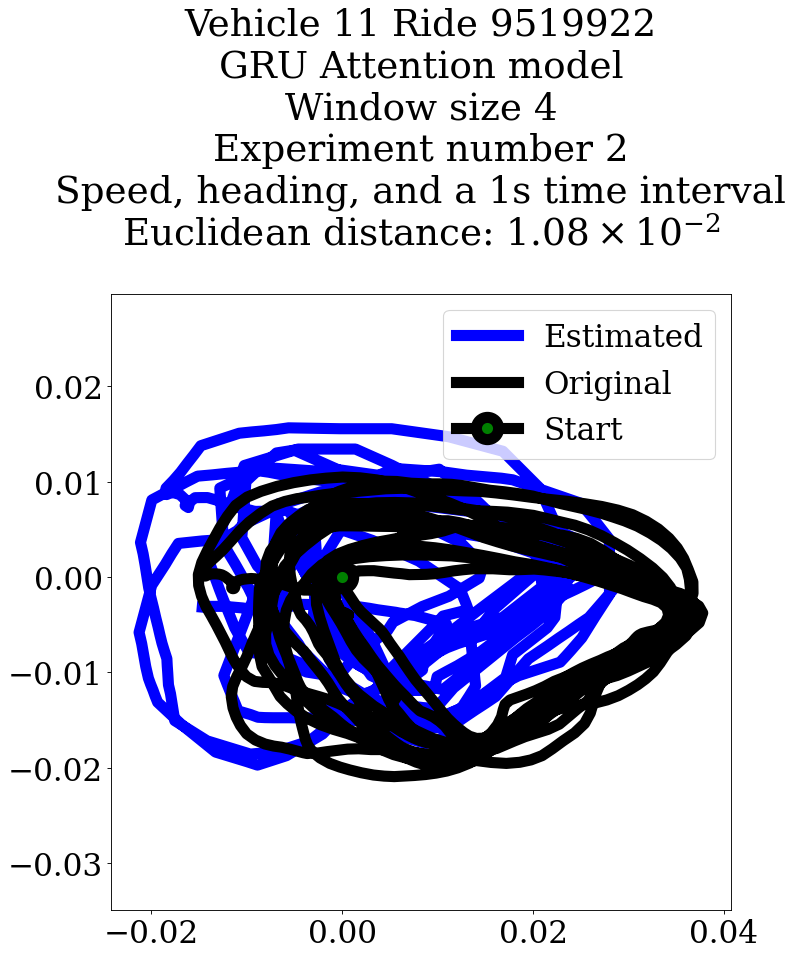 Vehicle 11 Ride 9519922
GRU Attention model
Window size 4
Experiment number 2
Speed, heading, and a 1s time interval
Euclidean distance: 1.08 × 10⁻²
Estimated
Original
Start
0.02
0.01
0.00
−0.01
−0.02
−0.03
−0.02 0.00 0.02 0.04